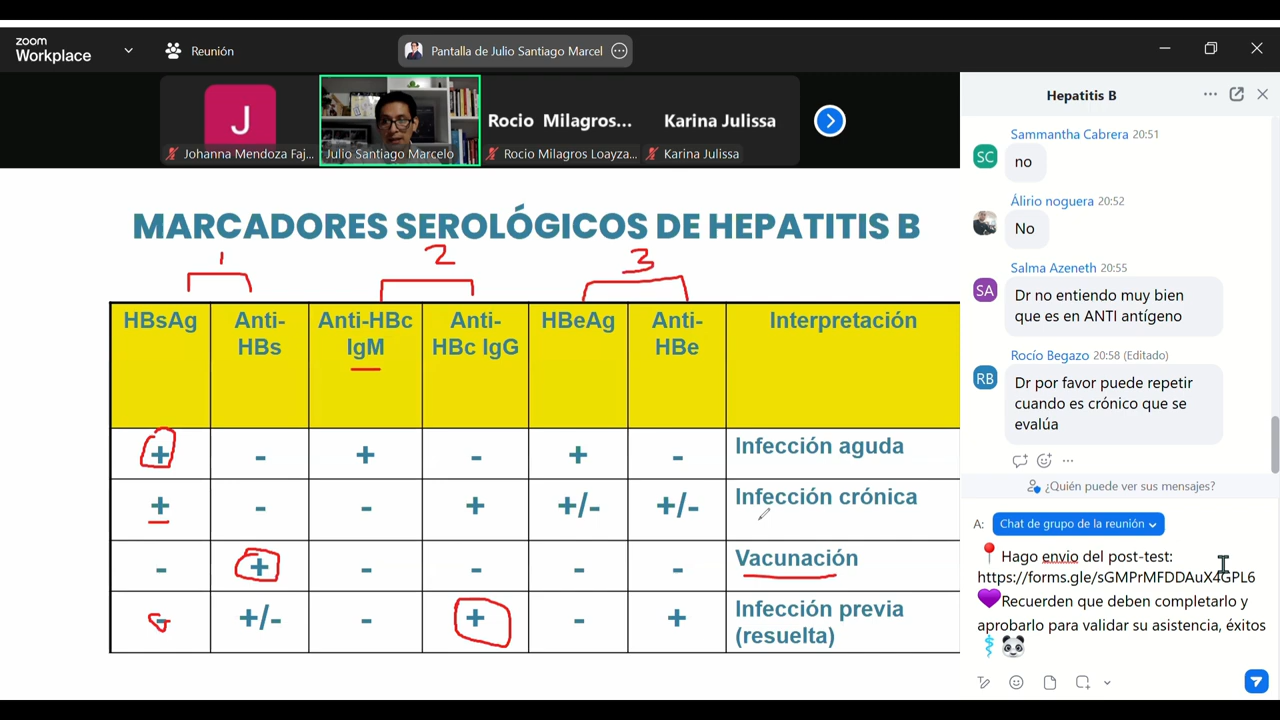 zoom
Workplace
Reunión
Pantalla de Julio Santiago Marcel
J
Johanna Mendoza Faj...
Julio Santiago Marcelo
Rocio Milagros...
Rocio Milagros Loayza...
Karina Julissa
Karina Julissa
MARCADORES SEROLÓGICOS DE HEPATITIS B
1 2 3
HBsAg Anti-HBs Anti-HBc IgM Anti-HBc IgG HBeAg Anti-HBe Interpretación
+ - + - + - Infección aguda
+ - - + +/- +/- Infección crónica
- + - - - - Vacunación
- +/- - + - + Infección previa (resuelta)
Hepatitis B
Sammantha Cabrera 20:51
SC
no
Álirio noguera 20:52
No
Salma Azeneth 20:55
SA
Dr no entiendo muy bien
que es en ANTI antígeno
Rocío Begazo 20:58 (Editado)
RB
Dr por favor puede repetir
cuando es crónico que se
evalúa
¿Quién puede ver sus mensajes?
A: Chat de grupo de la reunión
📍 Hago envio del post-test:
https://forms.gle/sGMPrMFDDAuX4GPL6
💜Recuerden que deben completarlo y
aprobarlo para validar su asistencia, éxitos
⚕️ 🐼